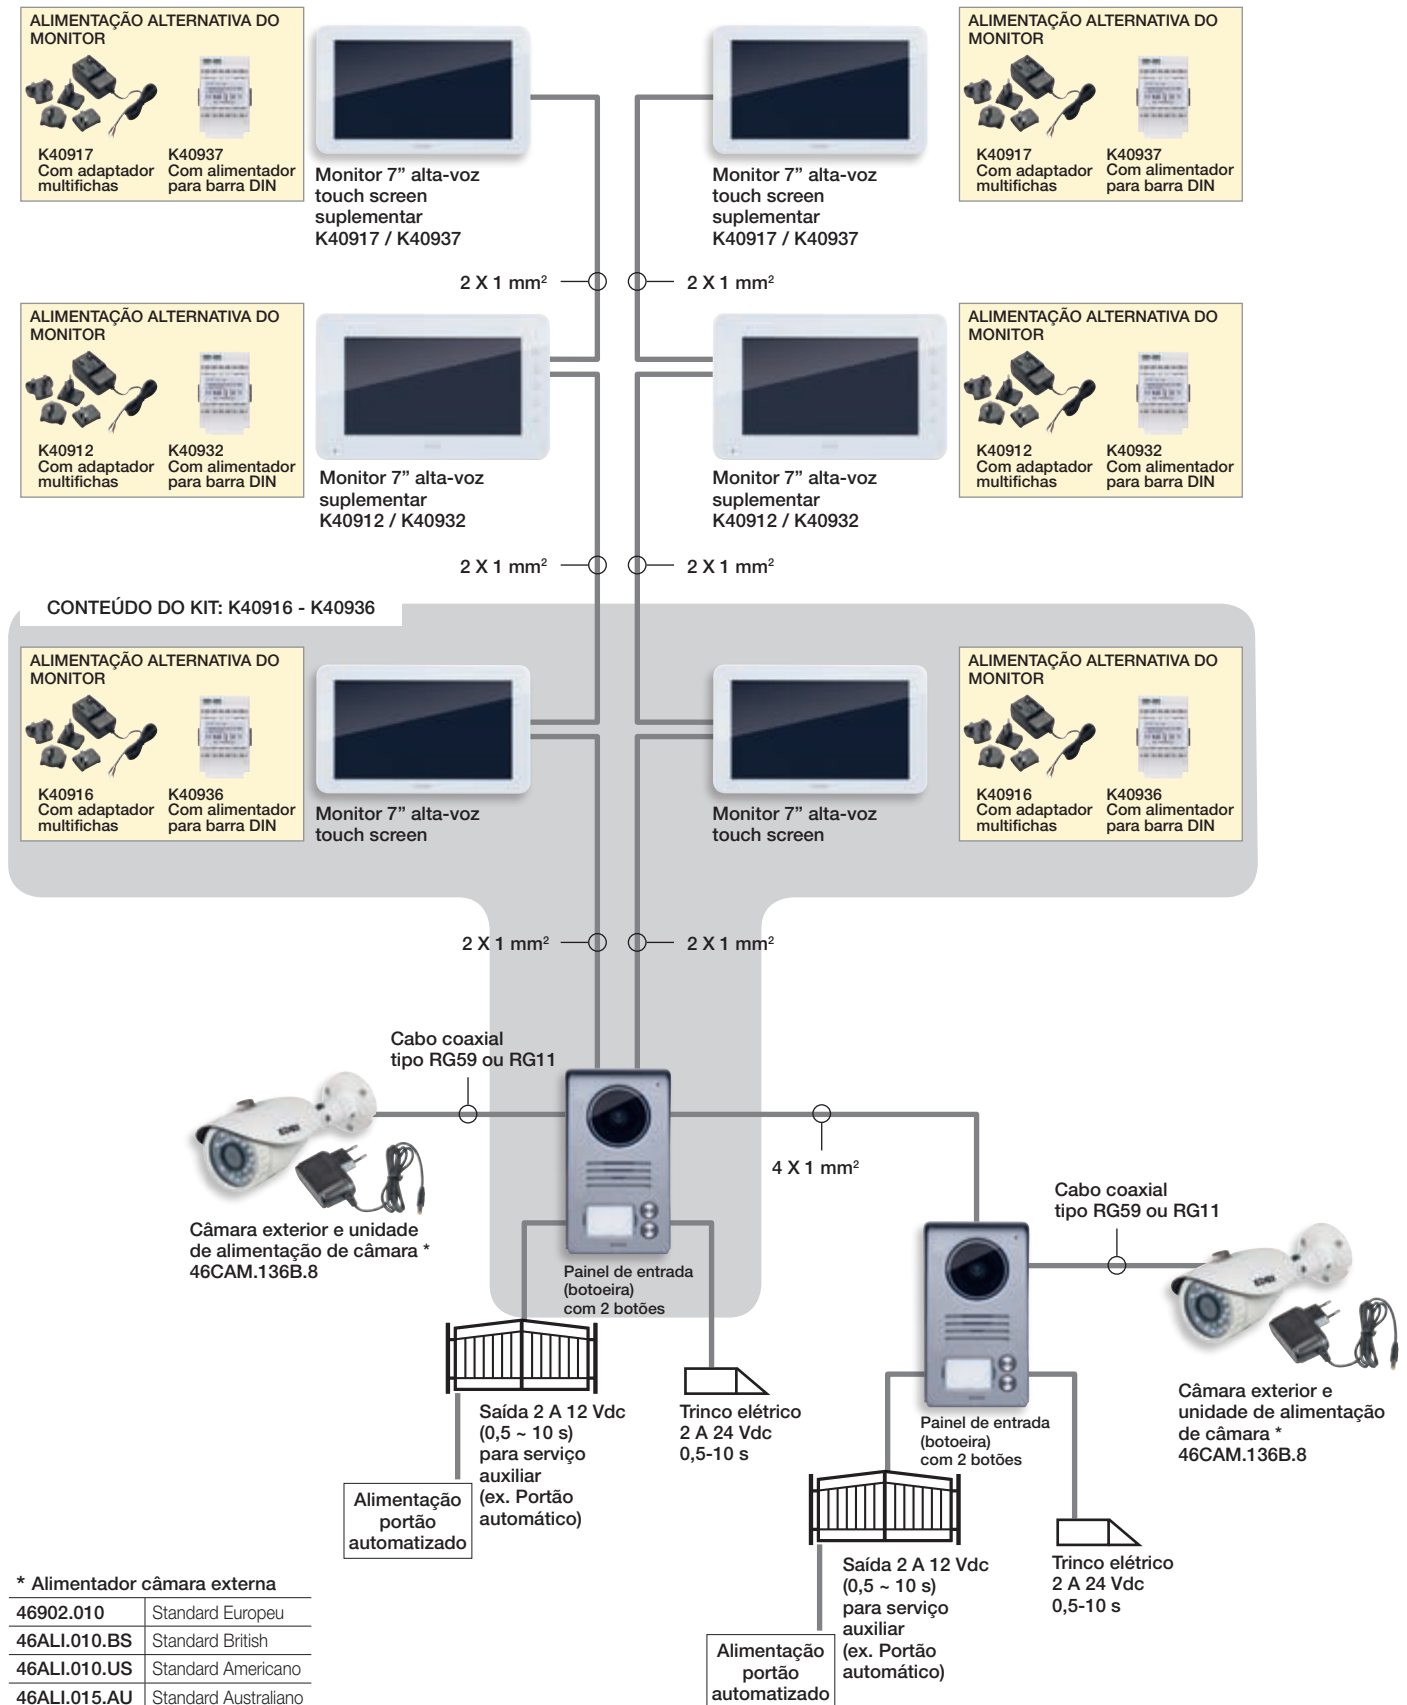 ALIMENTAÇÃO ALTERNATIVA DO
MONITOR
K40917
Com adaptador
multifichas
K40937
Com alimentador
para barra DIN
Monitor 7” alta-voz
touch screen
suplementar
K40917 / K40937
Monitor 7” alta-voz
touch screen
suplementar
K40917 / K40937
ALIMENTAÇÃO ALTERNATIVA DO
MONITOR
K40917
Com adaptador
multifichas
K40937
Com alimentador
para barra DIN
2 X 1 mm²
2 X 1 mm²
ALIMENTAÇÃO ALTERNATIVA DO
MONITOR
K40912
Com adaptador
multifichas
K40932
Com alimentador
para barra DIN
Monitor 7” alta-voz
suplementar
K40912 / K40932
Monitor 7” alta-voz
suplementar
K40912 / K40932
ALIMENTAÇÃO ALTERNATIVA DO
MONITOR
K40912
Com adaptador
multifichas
K40932
Com alimentador
para barra DIN
2 X 1 mm²
2 X 1 mm²
CONTEÚDO DO KIT: K40916 - K40936
ALIMENTAÇÃO ALTERNATIVA DO
MONITOR
K40916
Com adaptador
multifichas
K40936
Com alimentador
para barra DIN
Monitor 7” alta-voz
touch screen
Monitor 7” alta-voz
touch screen
ALIMENTAÇÃO ALTERNATIVA DO
MONITOR
K40916
Com adaptador
multifichas
K40936
Com alimentador
para barra DIN
2 X 1 mm²
2 X 1 mm²
Cabo coaxial
tipo RG59 ou RG11
4 X 1 mm²
Câmara exterior e unidade
de alimentação de câmara *
46CAM.136B.8
Painel de entrada
(botoeira)
com 2 botões
Cabo coaxial
tipo RG59 ou RG11
Saída 2 A 12 Vdc
(0,5 ~ 10 s)
para serviço
auxiliar
(ex. Portão
automático)
Trinco elétrico
2 A 24 Vdc
0,5-10 s
Alimentação
portão
automatizado
Painel de entrada
(botoeira)
com 2 botões
Câmara exterior e
unidade de alimentação
de câmara *
46CAM.136B.8
Saída 2 A 12 Vdc
(0,5 ~ 10 s)
para serviço
auxiliar
(ex. Portão
automático)
Trinco elétrico
2 A 24 Vdc
0,5-10 s
Alimentação
portão
automatizado
* Alimentador câmara externa
46902.010 Standard Europeu
46ALI.010.BS Standard British
46ALI.010.US Standard Americano
46ALI.015.AU Standard Australiano